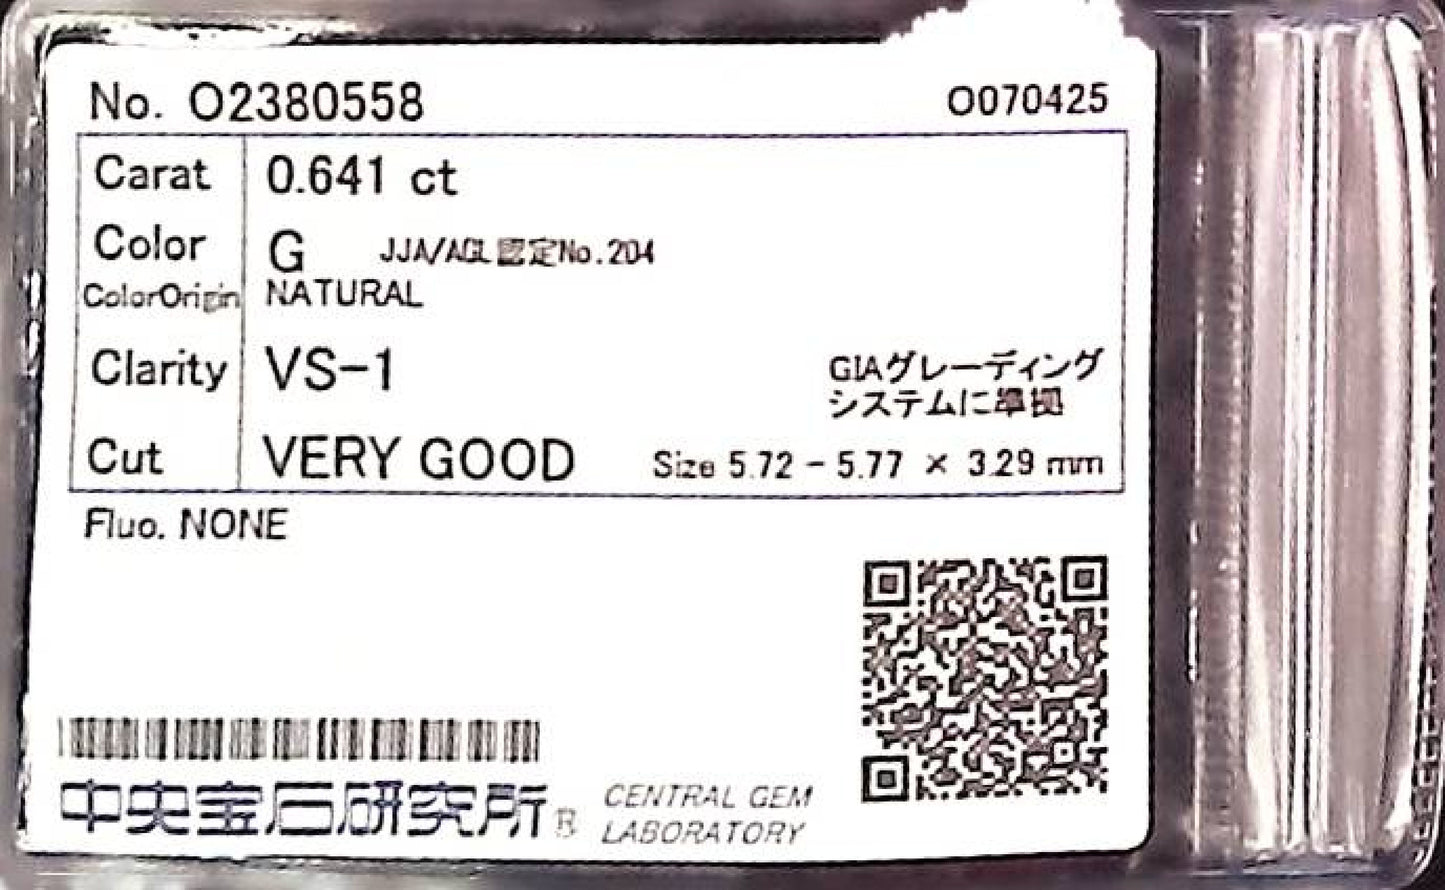 No. O2380558 O070425
Carat 0.641 ct
Color G JJA/AGL認定No.204
ColorOrigin NATURAL
Clarity VS-1 GIAグレーディング
システムに準拠
Cut VERY GOOD Size 5.72 - 5.77 × 3.29 mm
Fluo. NONE
中央宝石研究所® CENTRAL GEM
LABORATORY